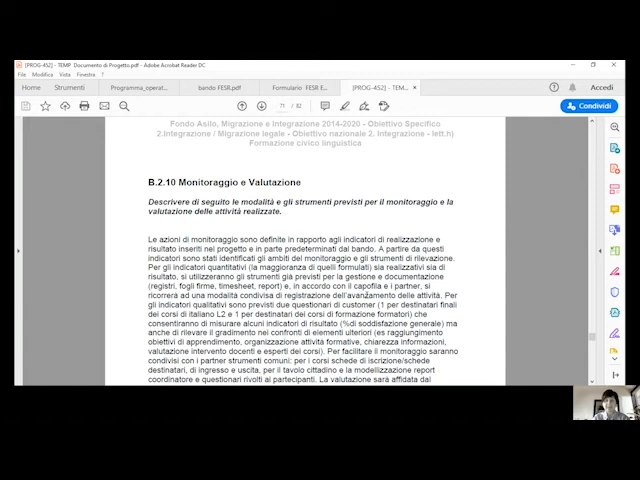 [PROG-452] - TEMP Documento di Progetto.pdf - Adobe Acrobat Reader DC
File Modifica Vista Finestra ?
Home Strumenti Programma_operat... bando FESR.pdf Formulario FESR E... [PROG-452] - TEM... × Accedi
71 / 82 Condividi
Fondo Asilo, Migrazione e Integrazione 2014-2020 - Obiettivo Specifico
2.Integrazione / Migrazione legale - Obiettivo nazionale 2. Integrazione - lett.h)
Formazione civico linguistica
B.2.10 Monitoraggio e Valutazione
Descrivere di seguito le modalità e gli strumenti previsti per il monitoraggio e la
valutazione delle attività realizzate.
Le azioni di monitoraggio sono definite in rapporto agli indicatori di realizzazione e
risultato inseriti nel progetto e in parte predeterminati dal bando. A partire da questi
indicatori sono stati identificati gli ambiti del monitoraggio e gli strumenti di rilevazione.
Per gli indicatori quantitativi (la maggioranza di quelli formulati) sia realizzativi sia di
risultato, si utilizzeranno gli strumenti già previsti per la gestione e documentazione
(registri, fogli firme, timesheet, report) e, in accordo con il capofila e i partner, si
ricorrerà ad una modalità condivisa di registrazione dell'avanzamento delle attività. Per
gli indicatori qualitativi sono previsti due questionari di customer (1 per destinatari finali
dei corsi di italiano L2 e 1 per destinatari dei corsi di formazione formatori) che
consentiranno di misurare alcuni indicatori di risultato (%di soddisfazione generale) ma
anche di rilevare il gradimento nei confronti di elementi ulteriori (es raggiungimento
obiettivi di apprendimento, organizzazione attività formative, chiarezza informazioni,
valutazione intervento docenti e esperti dei corsi). Per facilitare il monitoraggio saranno
condivisi con i partner strumenti comuni: per i corsi schede di iscrizione/schede
destinatari, di ingresso e uscita, per il tavolo cittadino e la modellizzazione report
coordinatore e questionari rivolti ai partecipanti. La valutazione sarà affidata dal